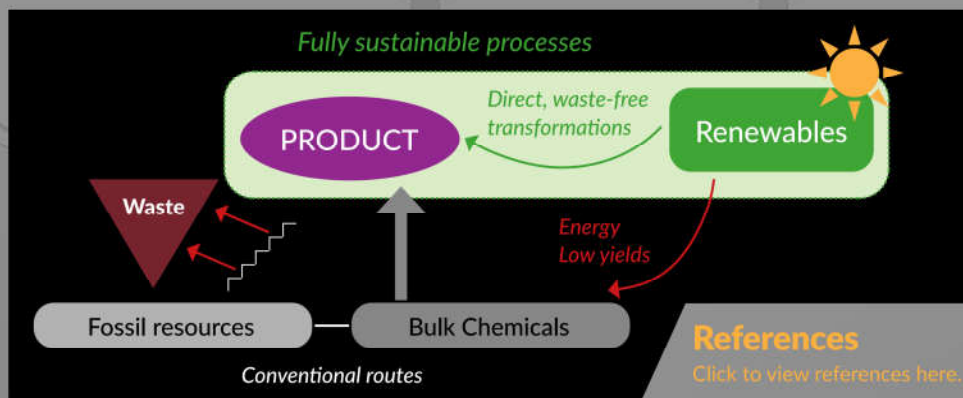 Fully sustainable processes
Direct, waste-free
transformations
PRODUCT
Renewables
Waste
Energy
Low yields
Fossil resources
Bulk Chemicals
Conventional routes
References
Click to view references here.